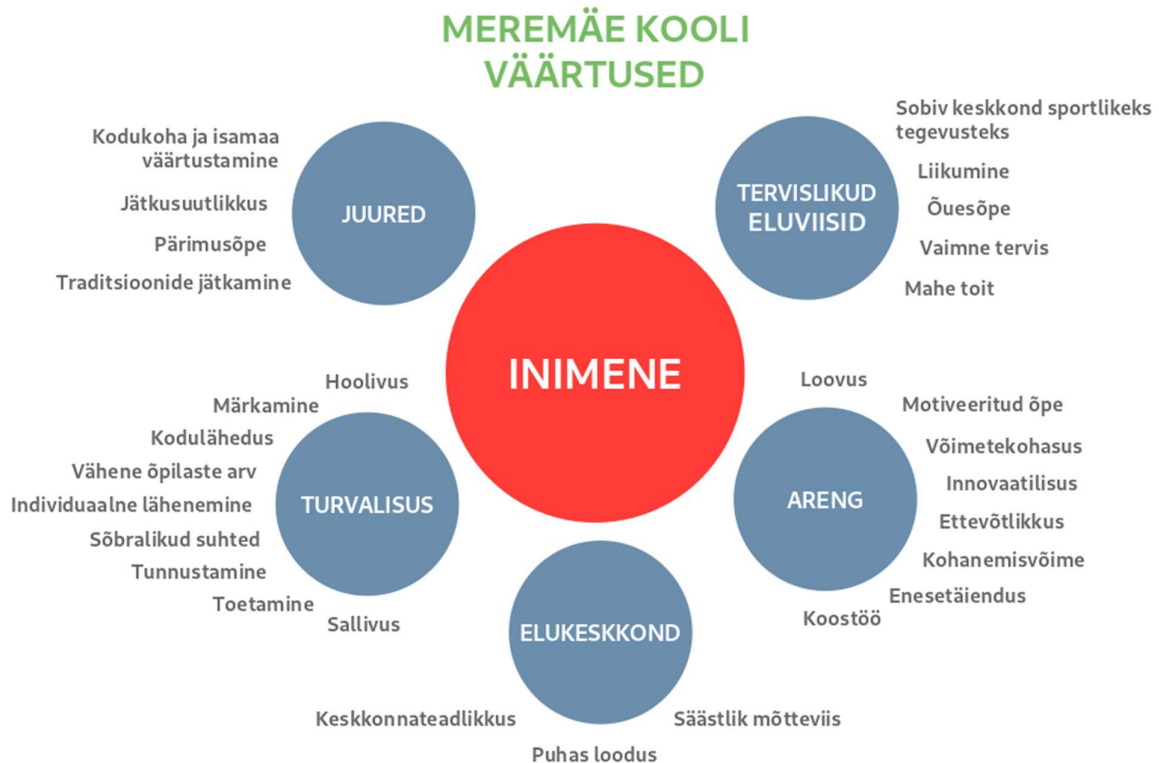 MEREMÄE KOOLI
VÄÄRTUSED
Kodukoha ja isamaa
väärtustamine
Jätkusuutlikkus
Pärimusõpe
Traditsioonide jätkamine
JUURED
TERVISLIKUD
ELUVIISID
Sobiv keskkond sportlikeks
tegevusteks
Liikumine
Õuesõpe
Vaimne tervis
Mahe toit
INIMENE
Hoolivus
Märkamine
Kodulähedus
Vähene õpilaste arv
Individuaalne lähenemine
Sõbralikud suhted
Tunnustamine
Toetamine
Sallivus
TURVALISUS
ARENG
Loovus
Motiveeritud õpe
Võimetekohasus
Innovaatilisus
Ettevõtlikkus
Kohanemisvõime
Enesetäiendus
Koostöö
ELUKESKKOND
Keskkonnateadlikkus
Puhas loodus
Säästlik mõtteviis